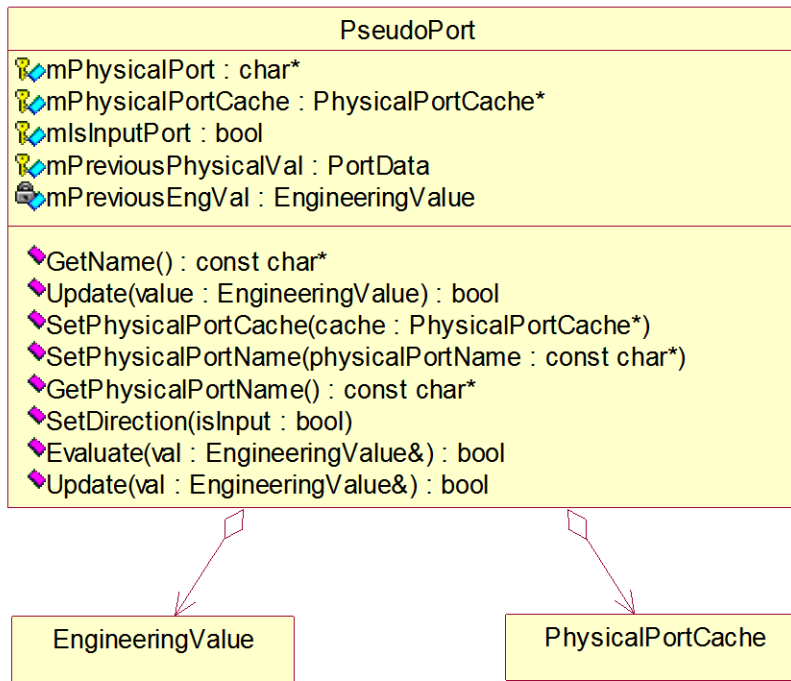 PseudoPort
mPhysicalPort : char*
mPhysicalPortCache : PhysicalPortCache*
mIsInputPort : bool
mPreviousPhysicalVal : PortData
mPreviousEngVal : EngineeringValue
GetName() : const char*
Update(value : EngineeringValue) : bool
SetPhysicalPortCache(cache : PhysicalPortCache*)
SetPhysicalPortName(physicalPortName : const char*)
GetPhysicalPortName() : const char*
SetDirection(isInput : bool)
Evaluate(val : EngineeringValue&) : bool
Update(val : EngineeringValue&) : bool
EngineeringValue
PhysicalPortCache